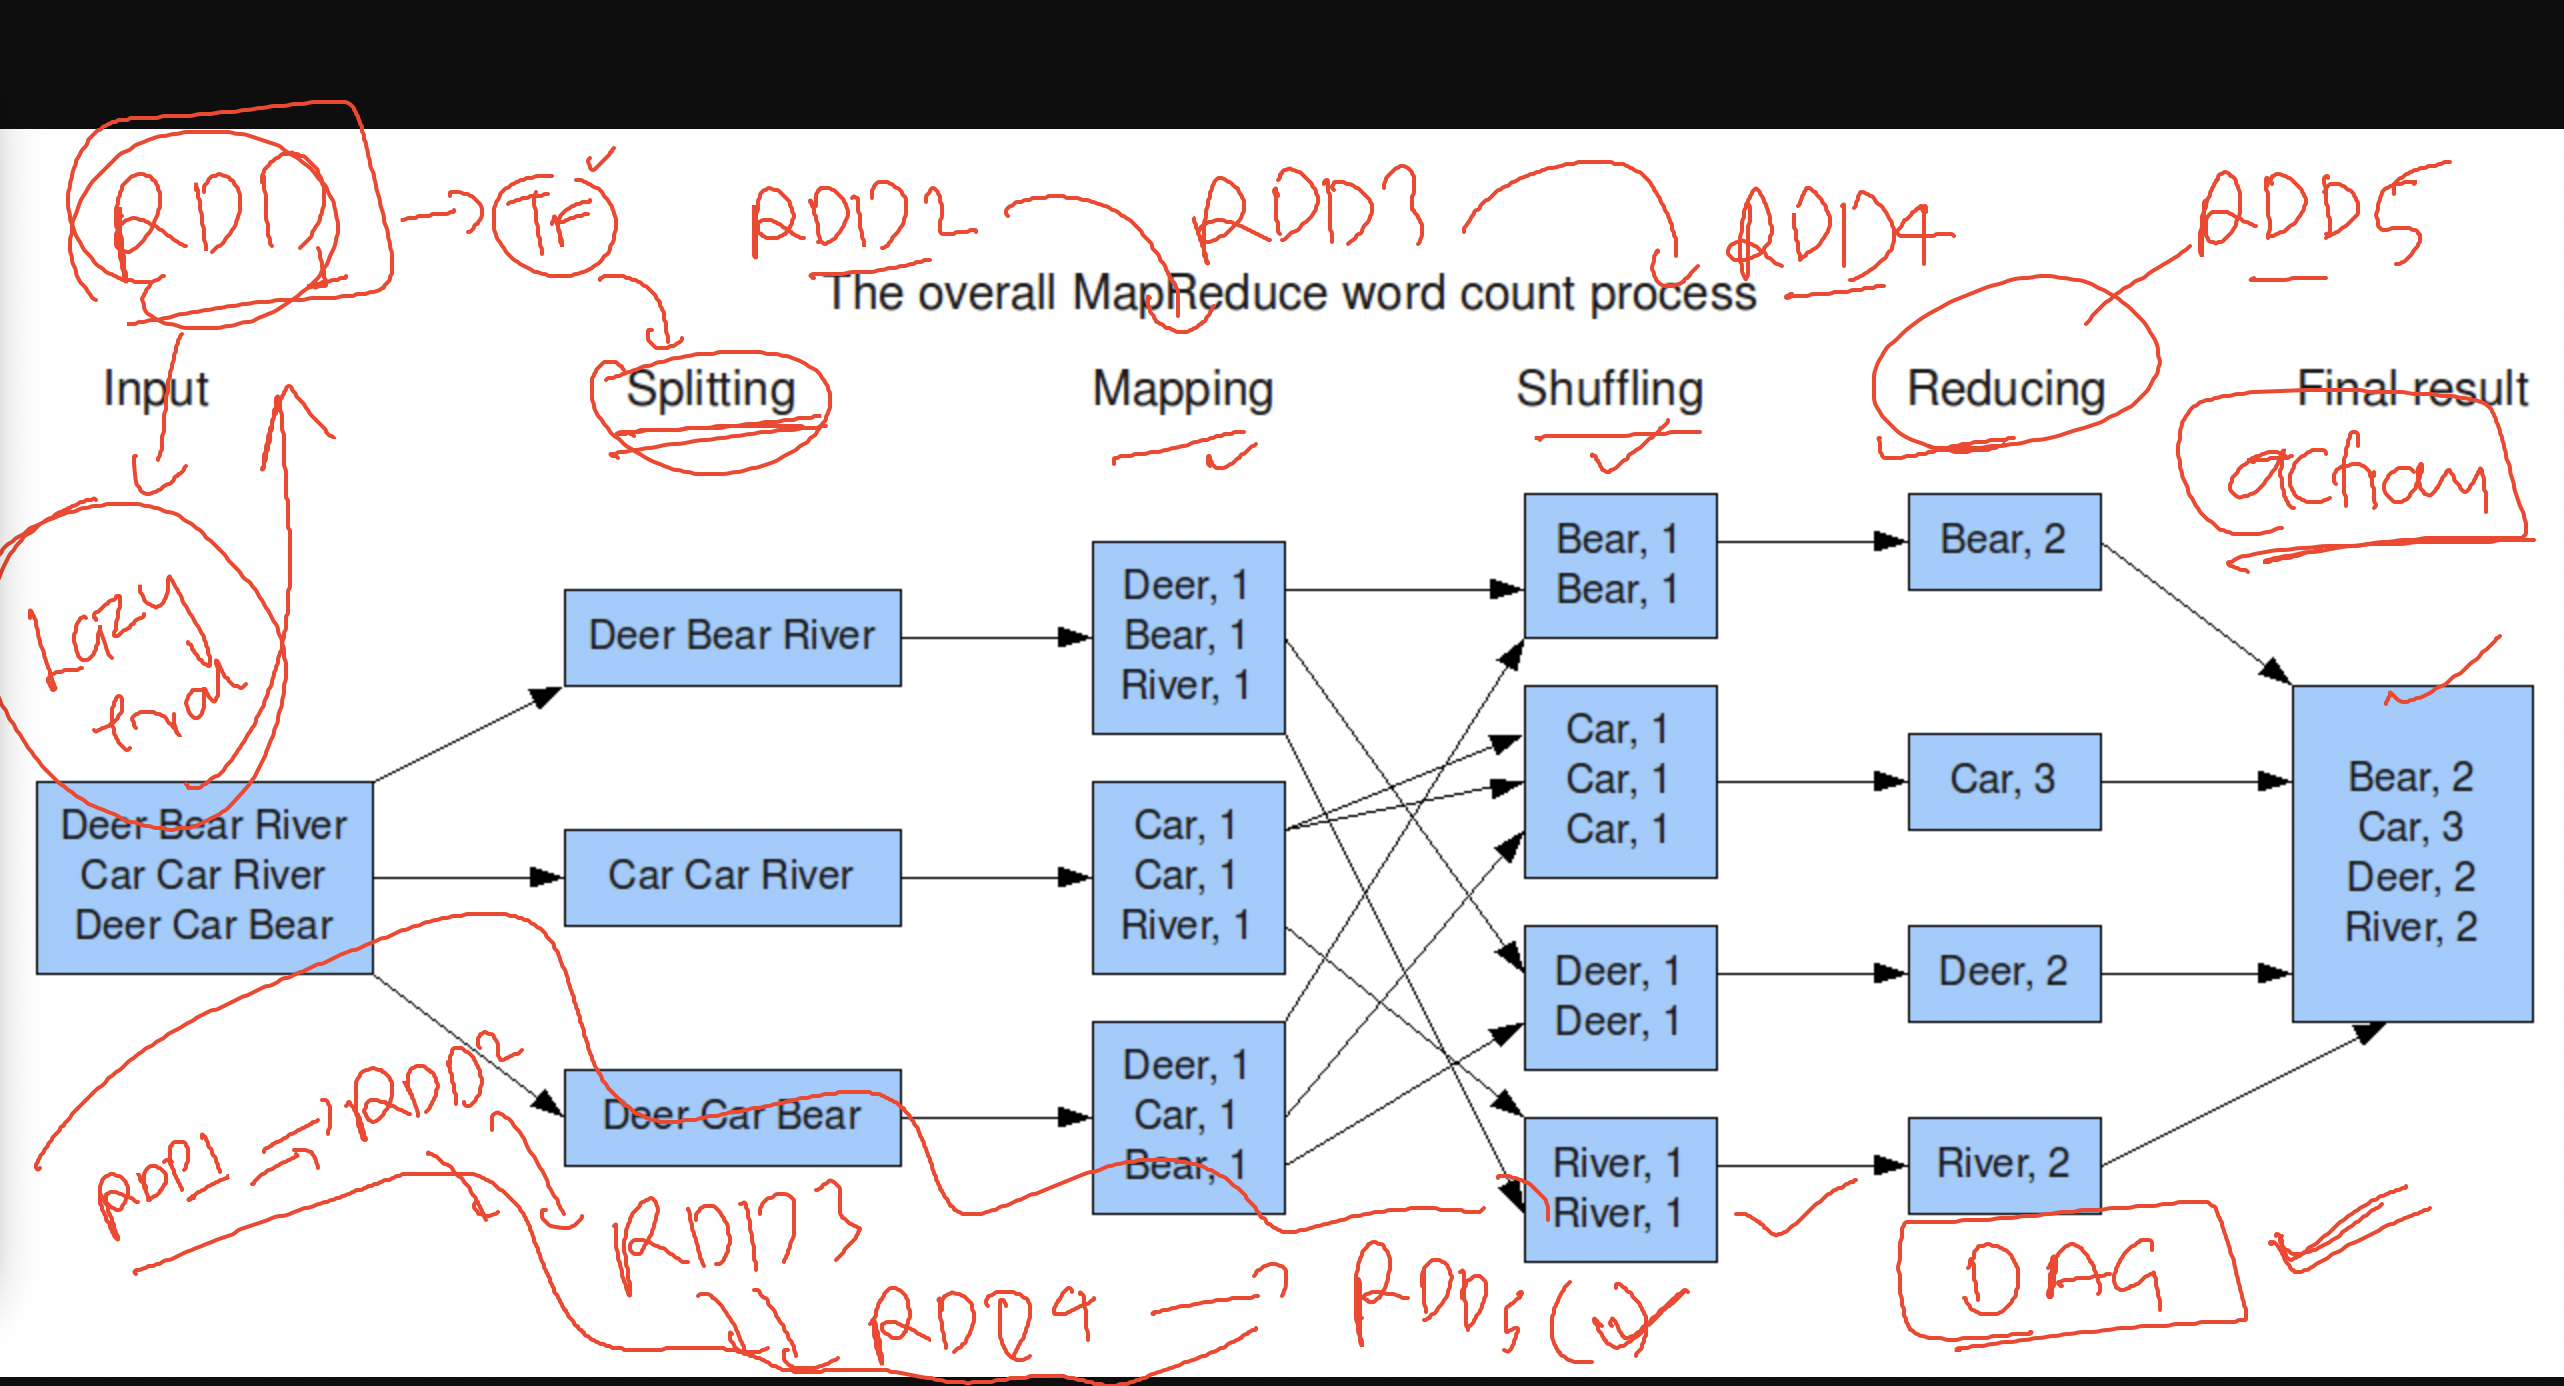 RDD → TF RDD2 RDD3 RDD4 RDD5
The overall MapReduce word count process
Input Splitting Mapping Shuffling Reducing Final result
action
Lazy
Deer Bear River
Car Car River
Deer Car Bear
Deer Bear River
Car Car River
Deer Car Bear
Deer, 1
Bear, 1
River, 1
Car, 1
Car, 1
River, 1
Deer, 1
Car, 1
Bear, 1
Bear, 1
Bear, 1
Car, 1
Car, 1
Car, 1
Deer, 1
Deer, 1
River, 1
River, 1
Bear, 2
Car, 3
Deer, 2
River, 2
Bear, 2
Car, 3
Deer, 2
River, 2
RDD1 → RDD2
RDD3
RDD4 → RDD5
DAG